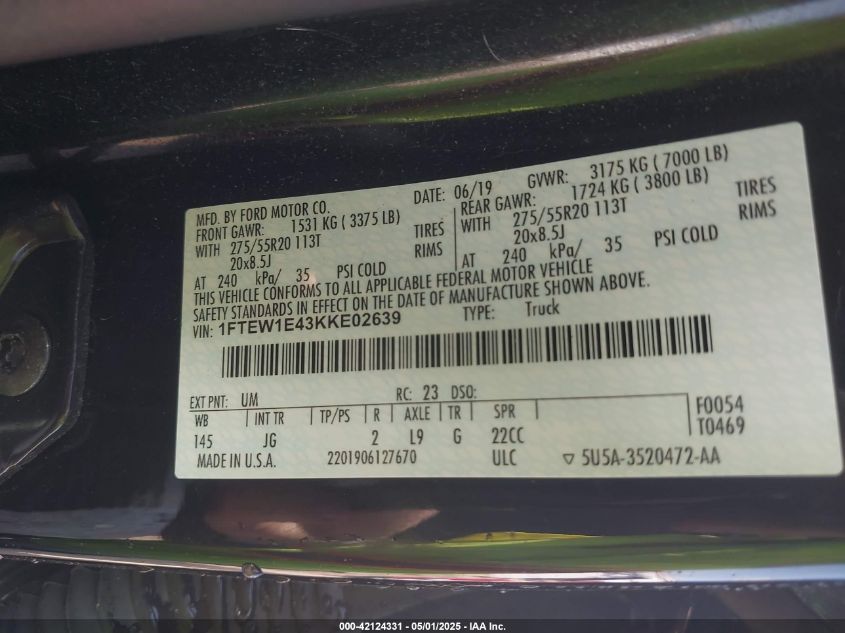 MFD. BY FORD MOTOR CO.
DATE: 06/19 GVWR: 3175 KG ( 7000 LB)
FRONT GAWR: 1531 KG ( 3375 LB)
WITH 275/55R20 113T TIRES
20x8.5J RIMS
AT 240 kPa/ 35 PSI COLD
REAR GAWR: 1724 KG ( 3800 LB)
WITH 275/55R20 113T TIRES
20x8.5J RIMS
AT 240 kPa/ 35 PSI COLD
THIS VEHICLE CONFORMS TO ALL APPLICABLE FEDERAL MOTOR VEHICLE
SAFETY STANDARDS IN EFFECT ON THE DATE OF MANUFACTURE SHOWN ABOVE.
VIN: 1FTEW1E43KKE02639 TYPE: Truck
EXT PNT: UM RC: 23 DSO:
WB INT TR TP/PS R AXLE TR SPR F0054
145 JG 2 L9 G 22CC T0469
MADE IN U.S.A. 2201906127670 ULC ▽ 5U5A-3520472-AA
000-42124331 - 05/01/2025 - IAA Inc.